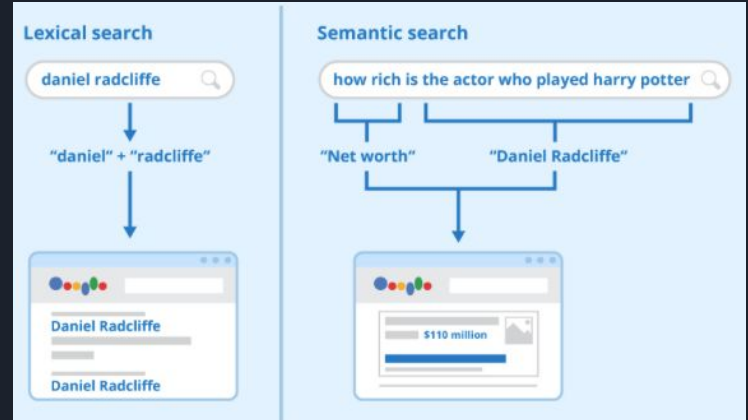 Lexical search
daniel radcliffe
“daniel“ + “radcliffe“
Daniel Radcliffe
Daniel Radcliffe
Semantic search
how rich is the actor who played harry potter
“Net worth“
“Daniel Radcliffe“
$110 million